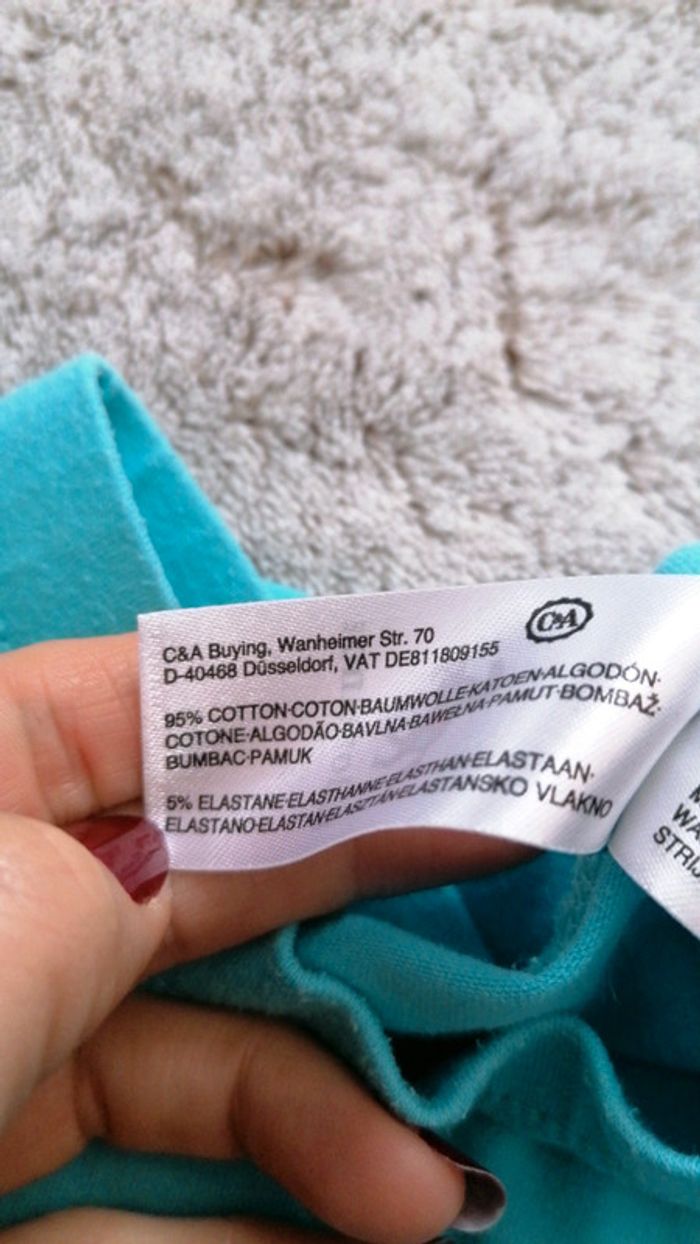 C&A
C&A Buying, Wanheimer Str. 70
D-40468 Düsseldorf, VAT DE811809155
95% COTTON·COTON·BAUMWOLLE·KATOEN·ALGODÓN·
COTONE·ALGODÃO·BAVLNA·BAWEŁNA·PAMUT·BOMBAŽ·
BUMBAC·PAMUK
5% ELASTANE·ELASTHANNE·ELASTHAN·ELASTAAN·
ELASTANO·ELASTAN·ELASZTÁN·ELASTANSKO VLAKNO